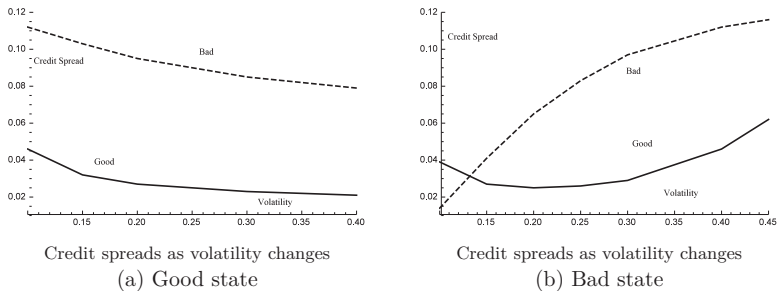 0.12
0.10
0.08
0.06
0.04
0.02
Credit Spread
Bad
Good
Volatility
0.15 0.20 0.25 0.30 0.35 0.40
Credit spreads as volatility changes
(a) Good state
0.12
0.10
0.08
0.06
0.04
0.02
Credit Spread
Bad
Good
Volatility
0.15 0.20 0.25 0.30 0.35 0.40 0.45
Credit spreads as volatility changes
(b) Bad state